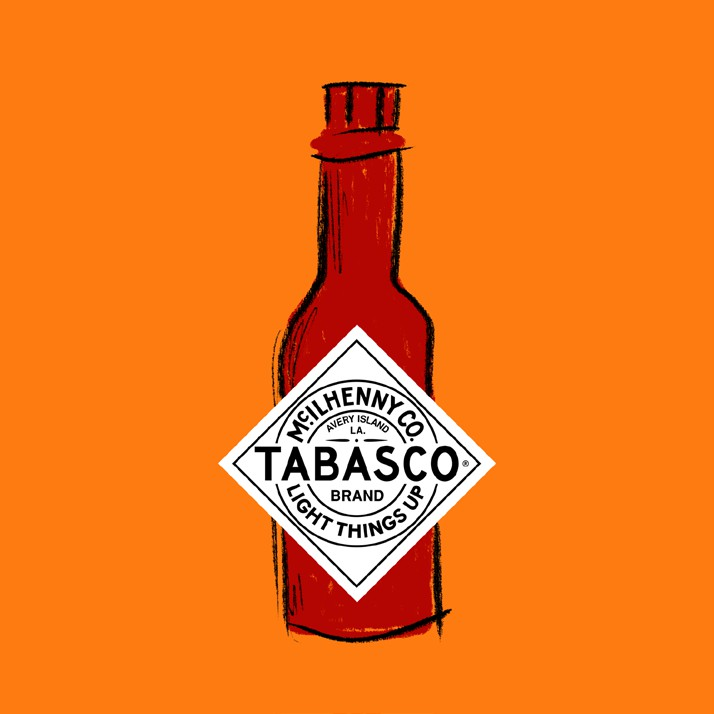 McILHENNY CO.
AVERY ISLAND
LA.
TABASCO®
BRAND
LIGHT THINGS UP